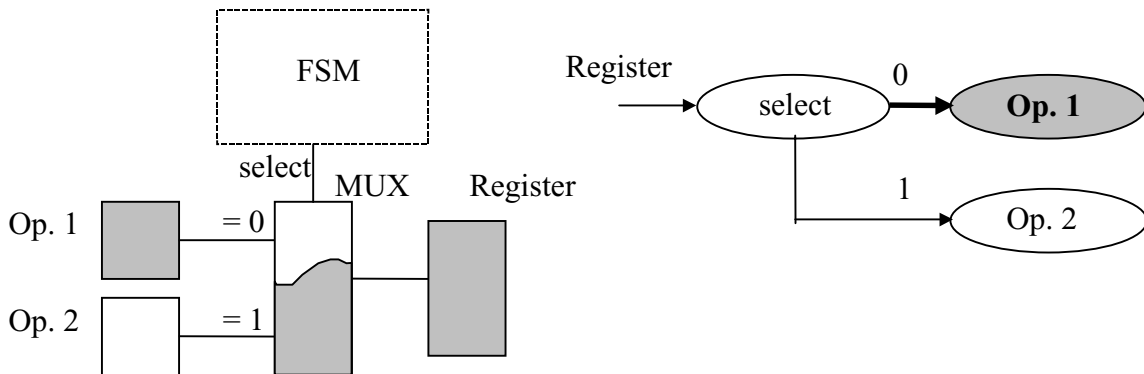 FSM
select
MUX
Register
Op. 1
= 0
Op. 2
= 1
Register
select
0
Op. 1
1
Op. 2